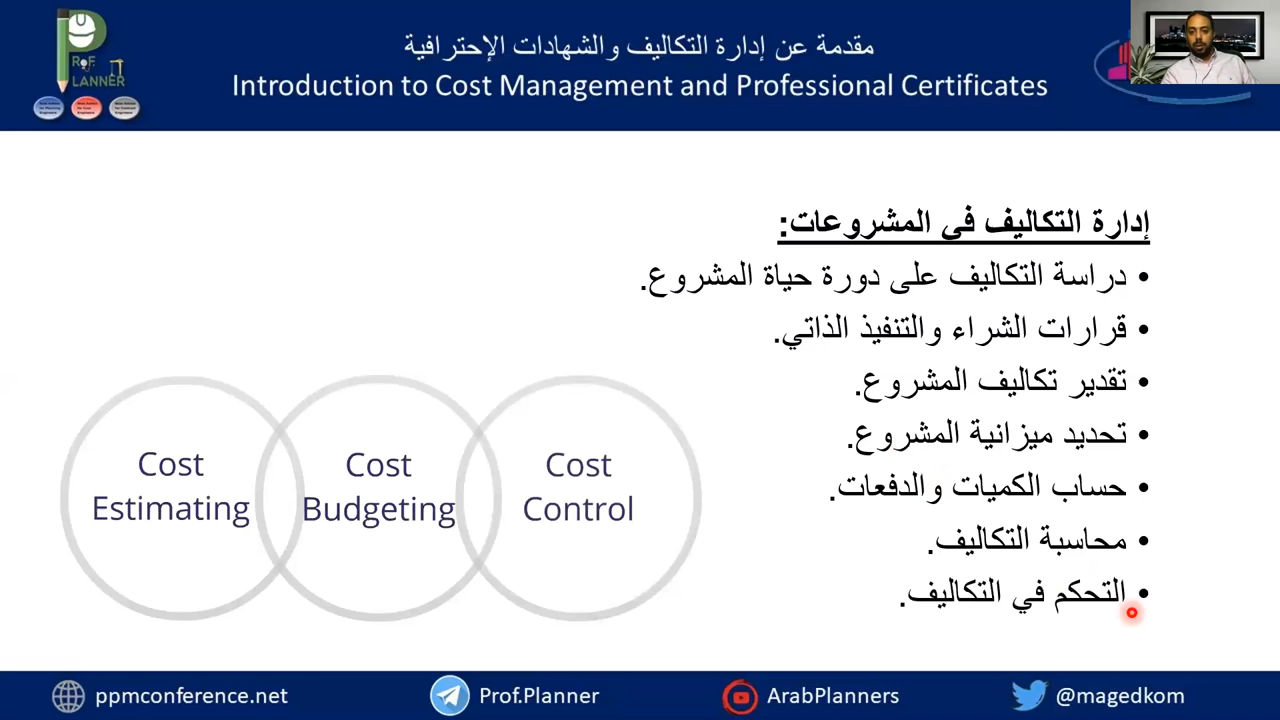 مقدمة عن إدارة التكاليف والشهادات الإحترافية
Introduction to Cost Management and Professional Certificates
R F
LANNER
إدارة التكاليف في المشروعات:
• دراسة التكاليف على دورة حياة المشروع.
• قرارات الشراء والتنفيذ الذاتي.
• تقدير تكاليف المشروع.
• تحديد ميزانية المشروع.
• حساب الكميات والدفعات.
• محاسبة التكاليف.
• التحكم في التكاليف.
Cost
Estimating
Cost
Budgeting
Cost
Control
ppmconference.net
Prof.Planner
ArabPlanners
@magedkom